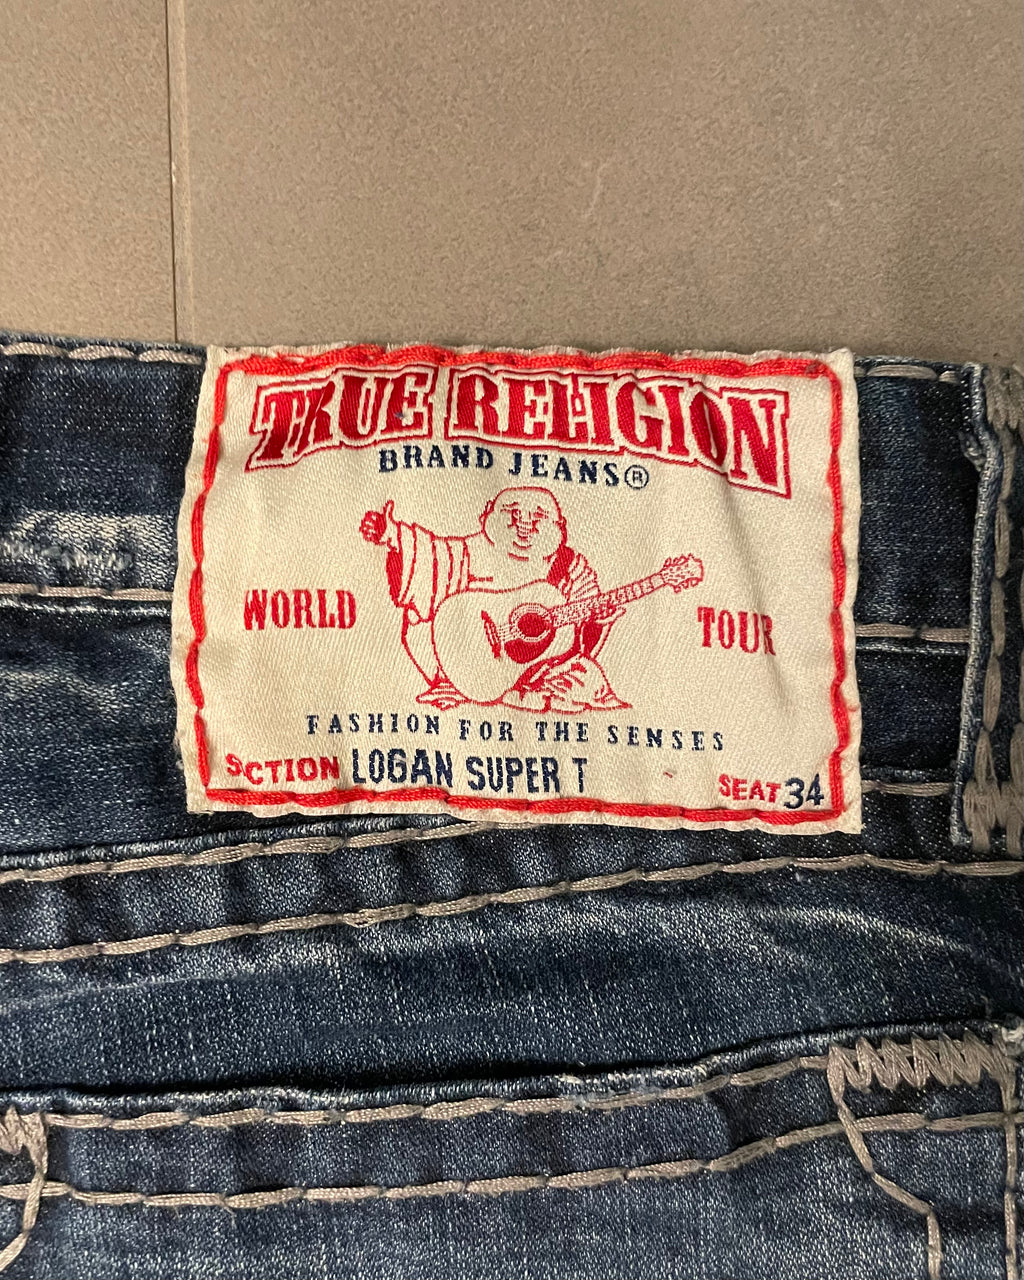 TRUE RELIGION
BRAND JEANS®
WORLD TOUR
FASHION FOR THE SENSES
SCTION LOGAN SUPER T SEAT 34